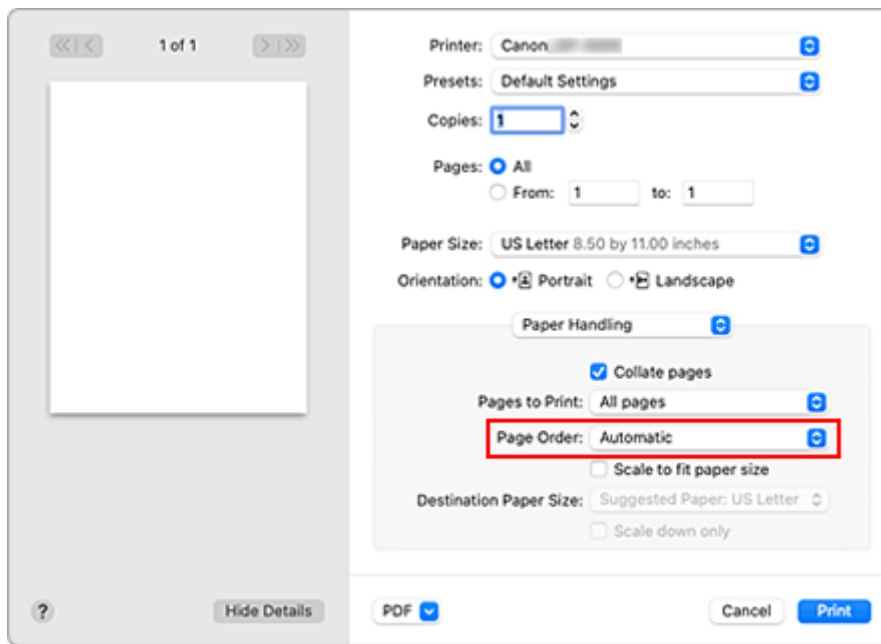 1 of 1
Printer: Canon
Presets: Default Settings
Copies: 1
Pages: All
From: 1 to: 1
Paper Size: US Letter 8.50 by 11.00 inches
Orientation: Portrait Landscape
Paper Handling
Collate pages
Pages to Print: All pages
Page Order: Automatic
Scale to fit paper size
Destination Paper Size: Suggested Paper: US Letter
Scale down only
? Hide Details PDF Cancel Print